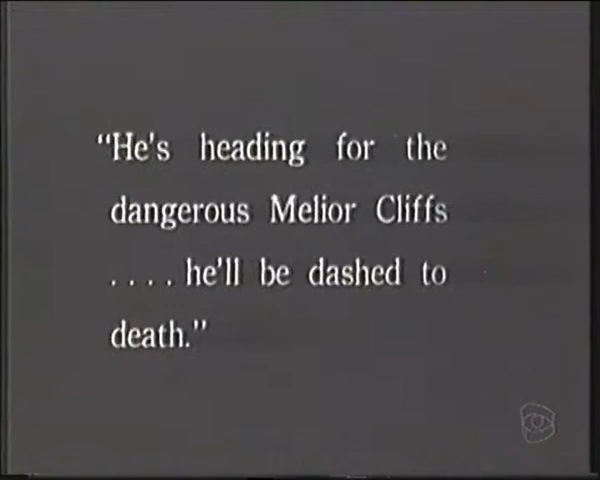 "He's heading for the
dangerous Melior Cliffs
....he'll be dashed to
death."